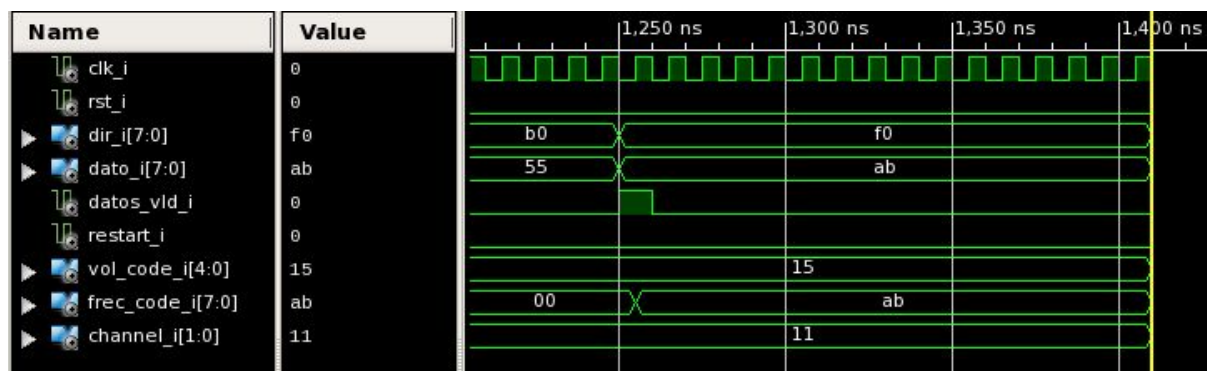 Name Value 1,250 ns 1,300 ns 1,350 ns 1,400 ns
clk_i 0
rst_i 0
dir_i[7:0] f0 b0 f0
dato_i[7:0] ab 55 ab
datos_vld_i 0
restart_i 0
vol_code_i[4:0] 15 15
frec_code_i[7:0] ab 00 ab
channel_i[1:0] 11 11